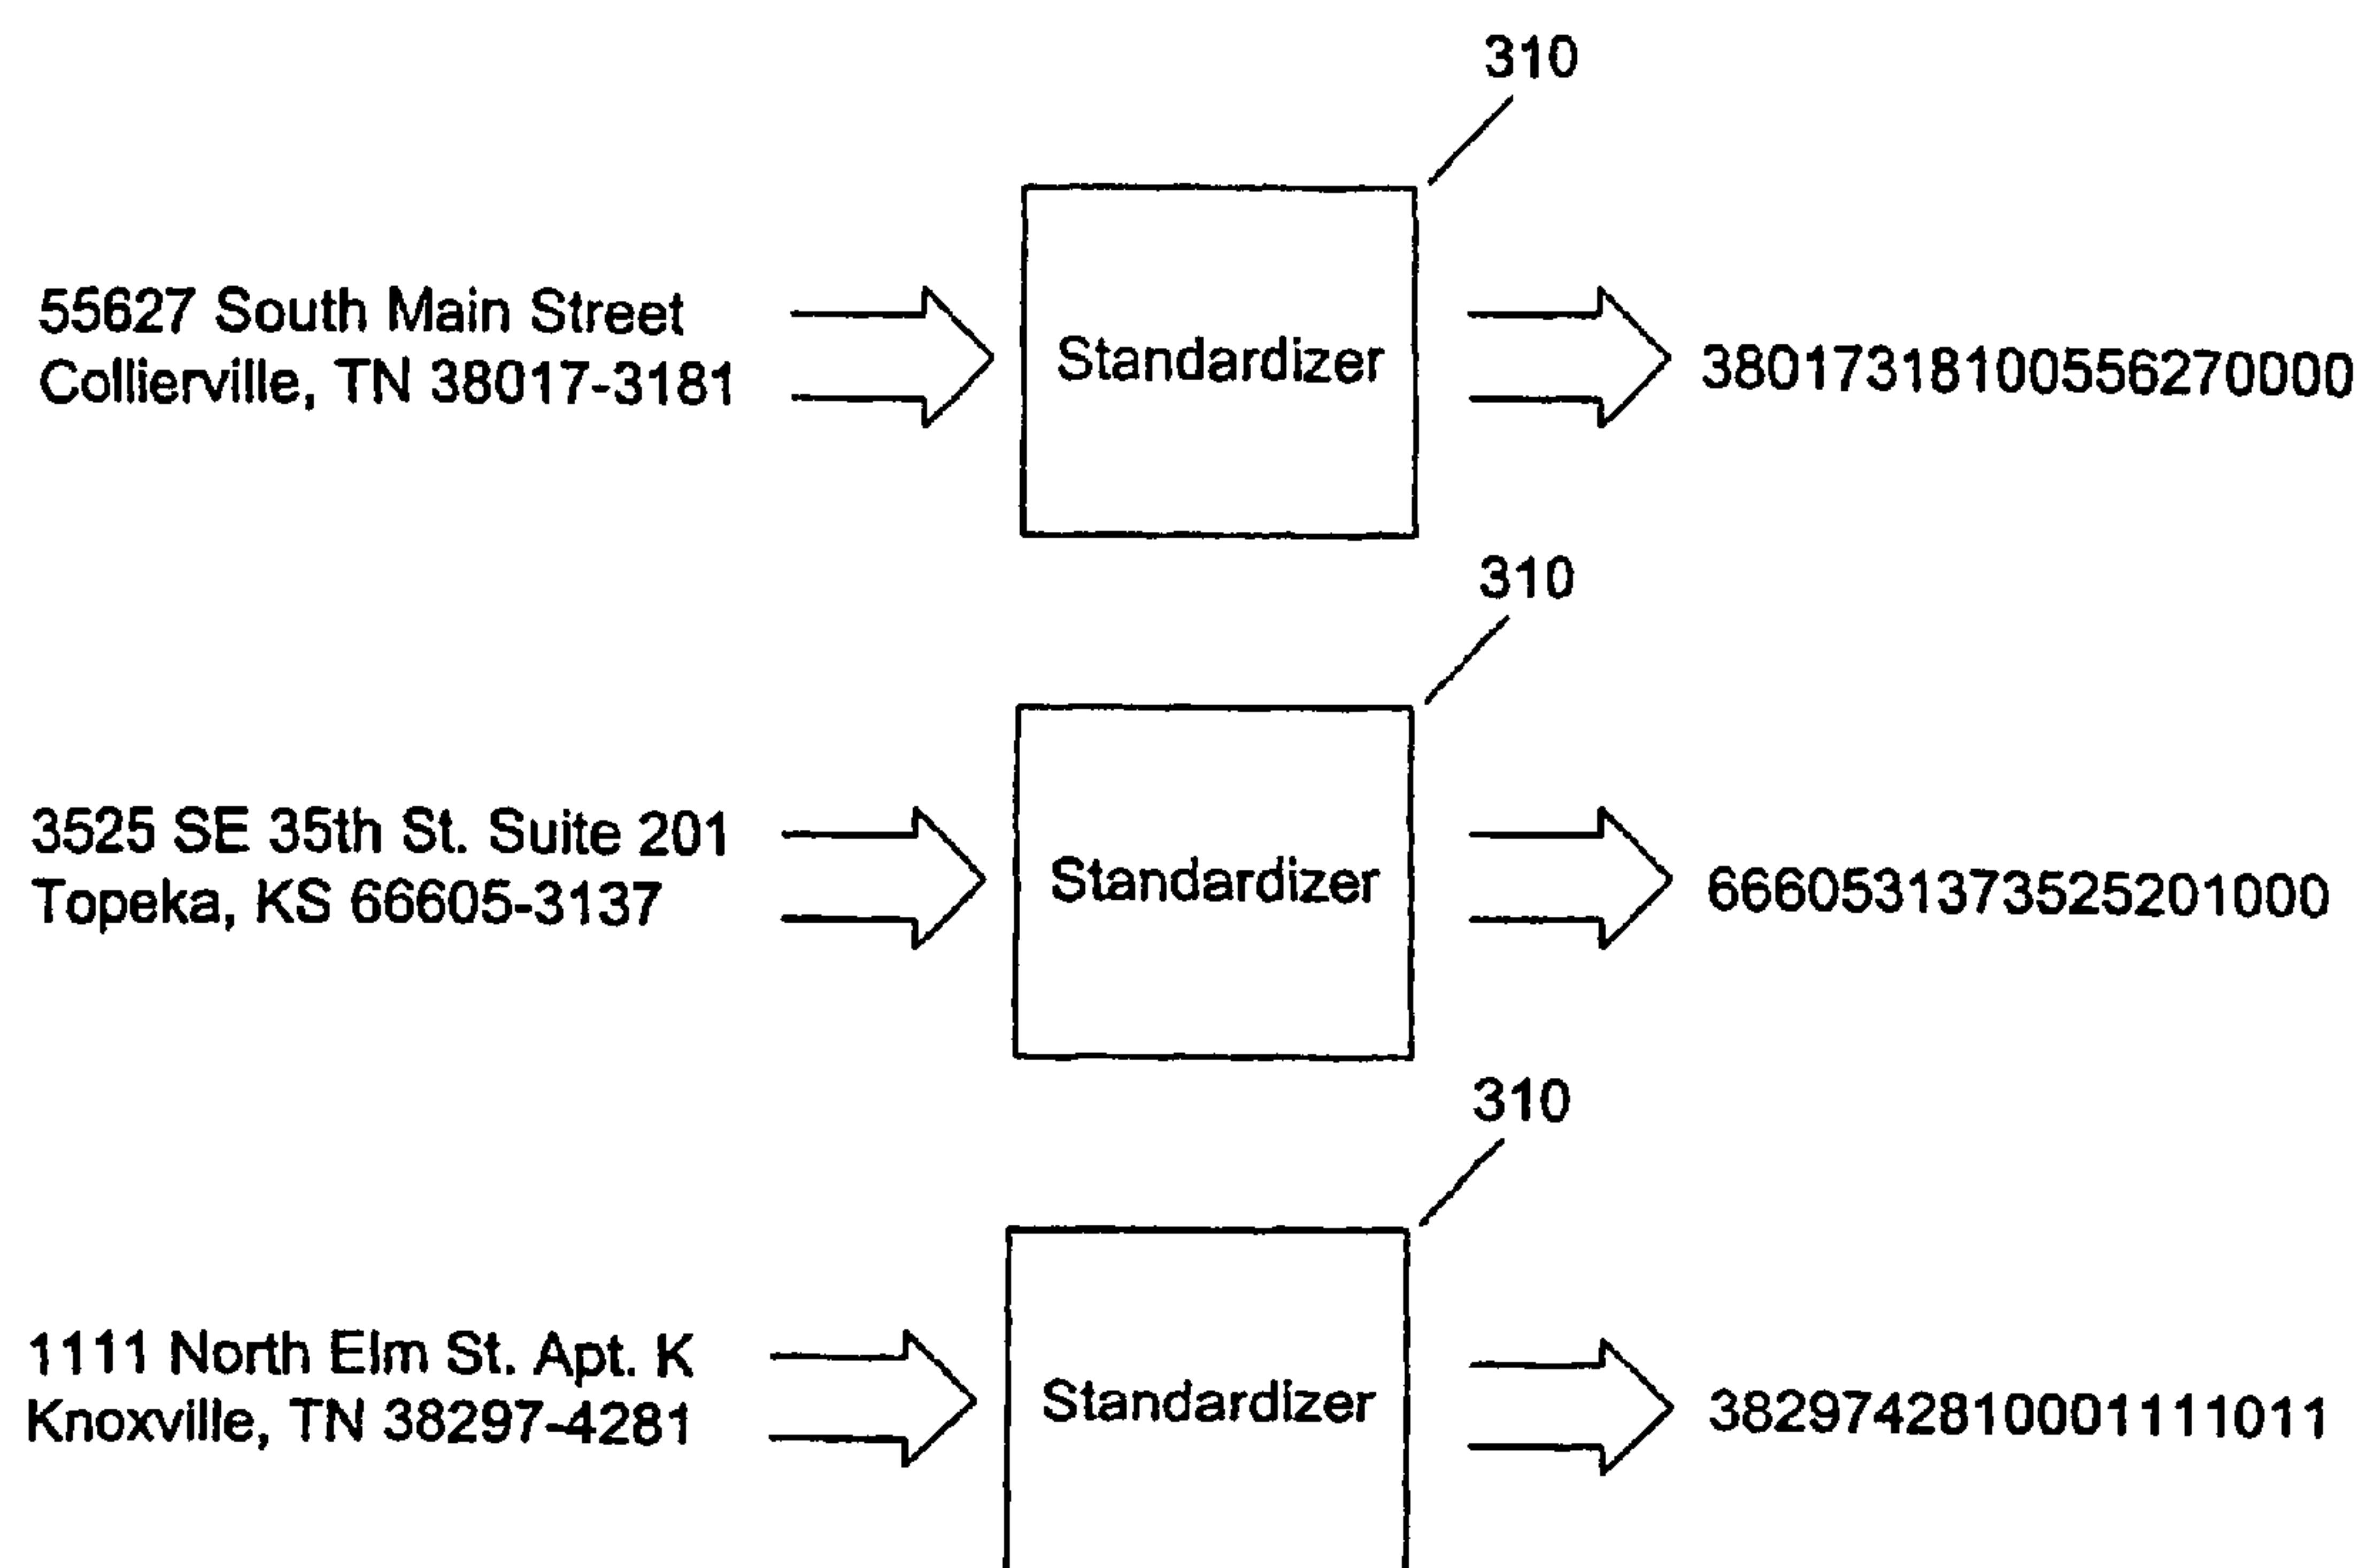 310
55627 South Main Street
Collierville, TN 38017-3181
Standardizer
38017318100556270000
310
3525 SE 35th St. Suite 201
Topeka, KS 66605-3137
Standardizer
6660531373525201000
310
1111 North Elm St. Apt. K
Knoxville, TN 38297-4281
Standardizer
3829742810001111011